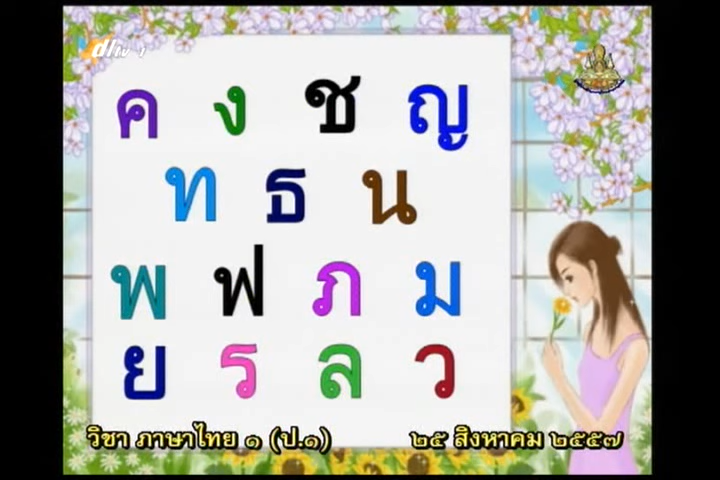 dltv 1
ค ง ช ญ
ท ธ น
พ ฟ ภ ม
ย ร ล ว
วิชา ภาษาไทย ๑ (ป.๑) ๒๕ สิงหาคม ๒๕๕๗